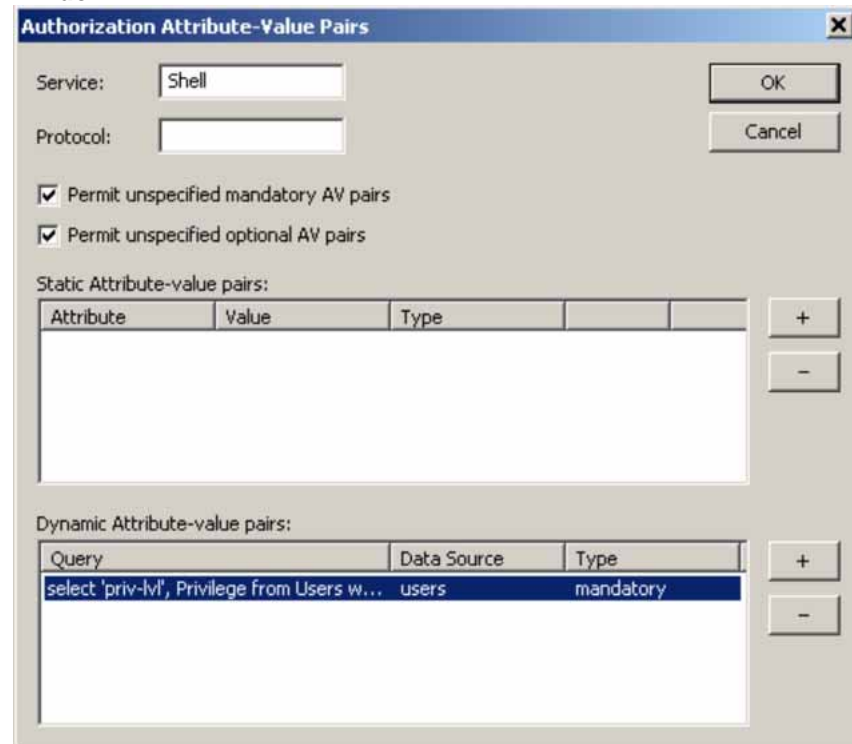 Authorization Attribute-Value Pairs
Service: Shell OK
Protocol: Cancel
Permit unspecified mandatory AV pairs
Permit unspecified optional AV pairs
Static Attribute-value pairs:
Attribute Value Type
+
-
Dynamic Attribute-value pairs:
Query Data Source Type
+
select 'priv-lvl', Privilege from Users w... users mandatory
-